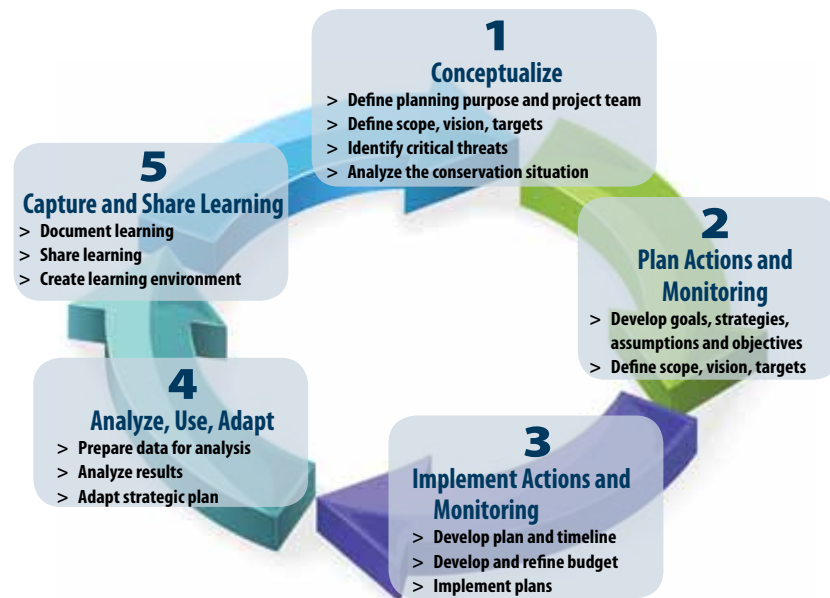 1
Conceptualize
> Define planning purpose and project team
> Define scope, vision, targets
> Identify critical threats
> Analyze the conservation situation
2
Plan Actions and
Monitoring
> Develop goals, strategies,
assumptions and objectives
> Define scope, vision, targets
3
Implement Actions and
Monitoring
> Develop plan and timeline
> Develop and refine budget
> Implement plans
4
Analyze, Use, Adapt
> Prepare data for analysis
> Analyze results
> Adapt strategic plan
5
Capture and Share Learning
> Document learning
> Share learning
> Create learning environment